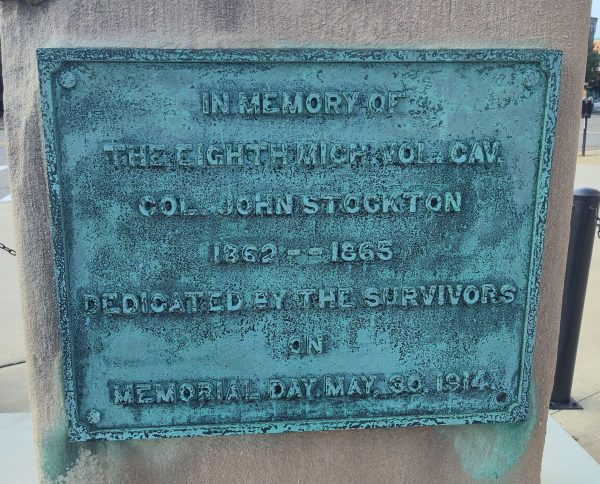 IN MEMORY OF
THE EIGHTH MICH. VOL. CAV.
COL. JOHN STOCKTON
1862 -- 1865
DEDICATED BY THE SURVIVORS
ON
MEMORIAL DAY, MAY. 30. 1914.